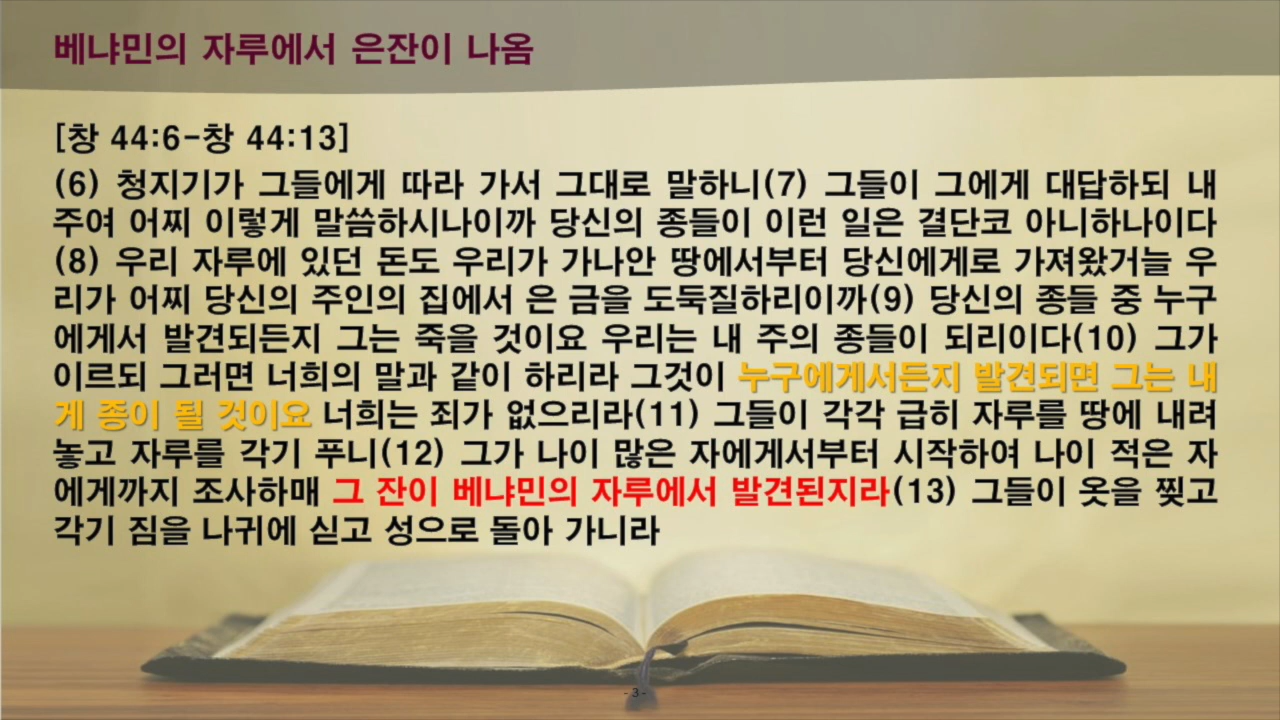 베냐민의 자루에서 은잔이 나옴
[창 44:6-창 44:13]
(6) 청지기가 그들에게 따라 가서 그대로 말하니(7) 그들이 그에게 대답하되 내
주여 어찌 이렇게 말씀하시나이까 당신의 종들이 이런 일은 결단코 아니하나이다
(8) 우리 자루에 있던 돈도 우리가 가나안 땅에서부터 당신에게로 가져왔거늘 우
리가 어찌 당신의 주인의 집에서 은 금을 도둑질하리이까(9) 당신의 종들 중 누구
에게서 발견되든지 그는 죽을 것이요 우리는 내 주의 종들이 되리이다(10) 그가
이르되 그러면 너희의 말과 같이 하리라 그것이 누구에게서든지 발견되면 그는 내
게 종이 될 것이요 너희는 죄가 없으리라(11) 그들이 각각 급히 자루를 땅에 내려
놓고 자루를 각기 푸니(12) 그가 나이 많은 자에게서부터 시작하여 나이 적은 자
에게까지 조사하매 그 잔이 베냐민의 자루에서 발견된지라(13) 그들이 옷을 찢고
각기 짐을 나귀에 싣고 성으로 돌아 가니라
- 3 -